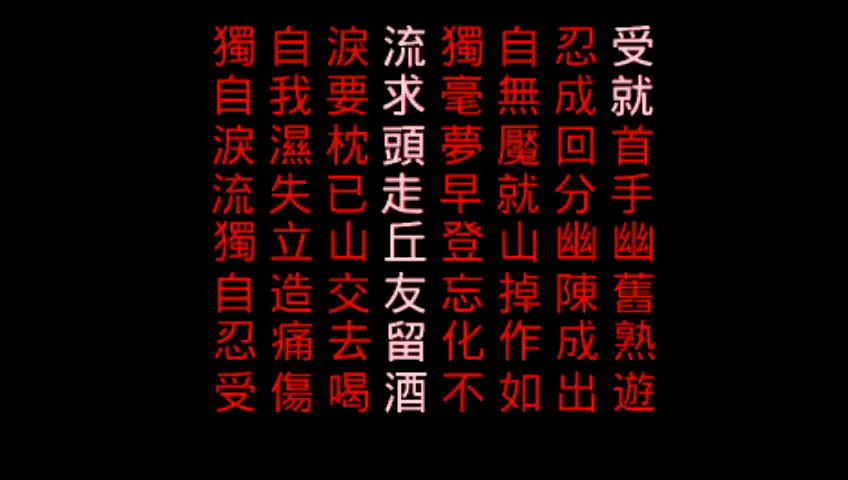 獨自淚流獨自忍受
自我要求毫無成就
淚濕枕頭夢魘回首
流失已走早就分手
獨立山丘登山幽幽
自造交友忘掉陳舊
忍痛去留化作成熟
受傷喝酒不如出遊